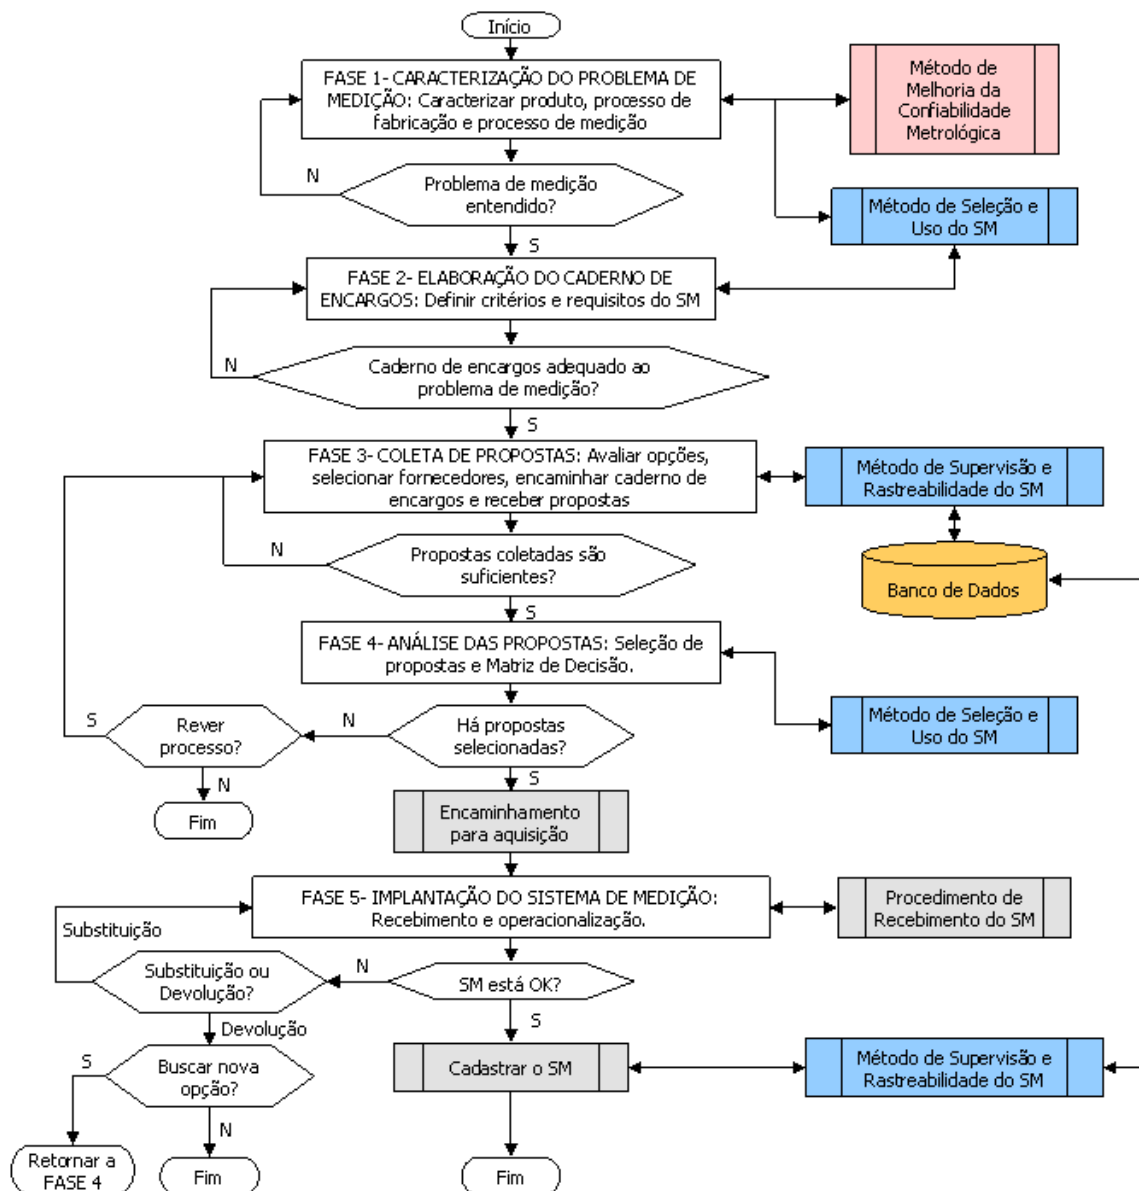 Início
FASE 1- CARACTERIZAÇÃO DO PROBLEMA DE
MEDIÇÃO: Caracterizar produto, processo de
fabricação e processo de medição
Método de
Melhoria da
Confiabilidade
Metrológica
N
Problema de medição
entendido?
Método de Seleção e
Uso do SM
S
FASE 2- ELABORAÇÃO DO CADERNO DE
ENCARGOS: Definir critérios e requisitos do SM
N
Caderno de encargos adequado ao
problema de medição?
S
FASE 3- COLETA DE PROPOSTAS: Avaliar opções,
selecionar fornecedores, encaminhar caderno de
encargos e receber propostas
Método de Supervisão e
Rastreabilidade do SM
N
Propostas coletadas são
suficientes?
Banco de Dados
S
FASE 4- ANÁLISE DAS PROPOSTAS: Seleção de
propostas e Matriz de Decisão.
S
Rever
processo?
N
Há propostas
selecionadas?
Método de Seleção e
Uso do SM
N
S
Fim
Encaminhamento
para aquisição
FASE 5- IMPLANTAÇÃO DO SISTEMA DE MEDIÇÃO:
Recebimento e operacionalização.
Procedimento de
Recebimento do SM
Substituição
Substituição ou
Devolução?
N
SM está OK?
Devolução
S
S
Buscar nova
opção?
Cadastrar o SM
Método de Supervisão e
Rastreabilidade do SM
N
Retornar a
FASE 4
Fim
Fim